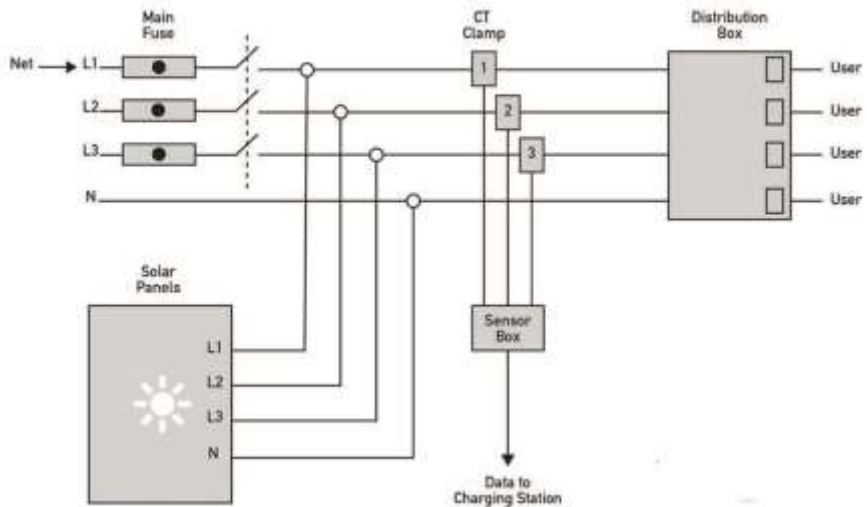 Main
Fuse
CT
Clamp
Distribution
Box
Net
L1
1
User
L2
2
User
L3
3
User
N
User
Solar
Panels
Sensor
Box
L1
L2
L3
N
Data to
Charging Station